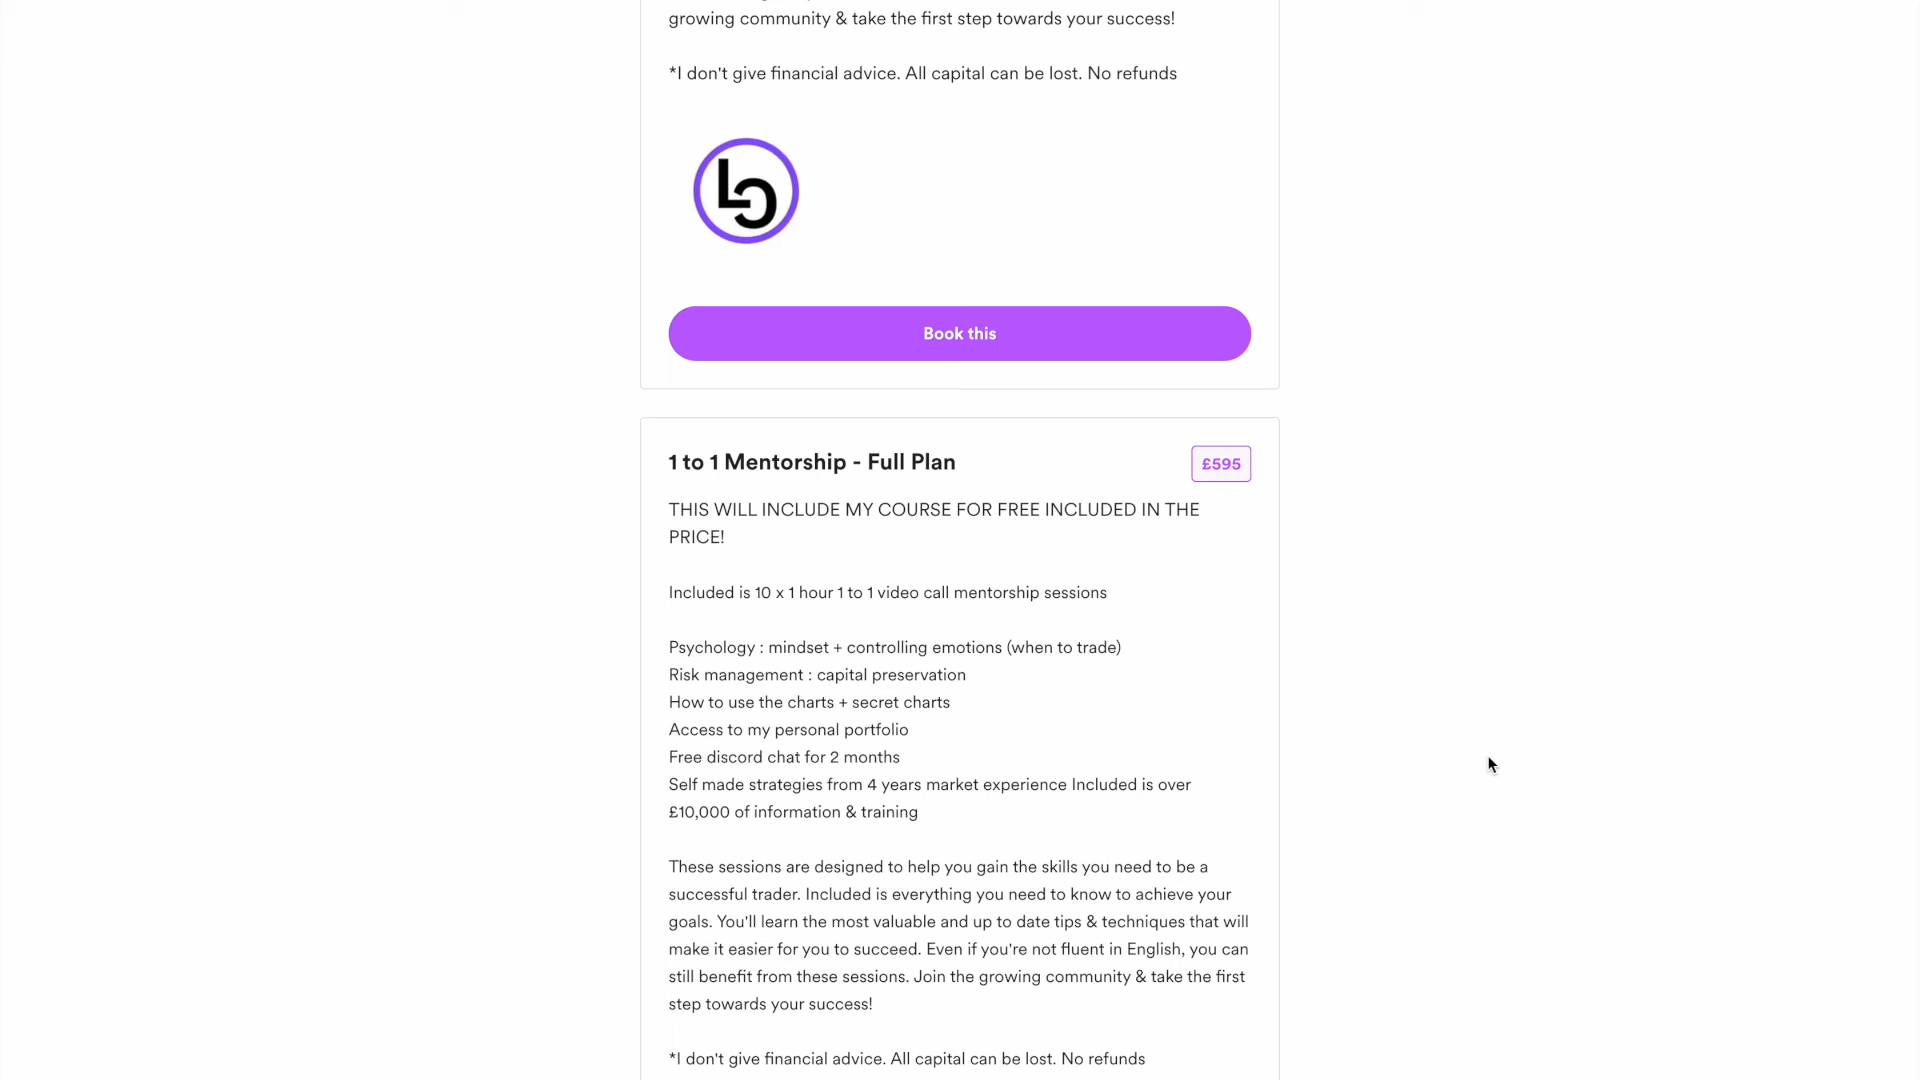 growing community & take the first step towards your success!
*I don't give financial advice. All capital can be lost. No refunds
Book this
1 to 1 Mentorship - Full Plan
£595
THIS WILL INCLUDE MY COURSE FOR FREE INCLUDED IN THE
PRICE!
Included is 10 x 1 hour 1 to 1 video call mentorship sessions
Psychology : mindset + controlling emotions (when to trade)
Risk management : capital preservation
How to use the charts + secret charts
Access to my personal portfolio
Free discord chat for 2 months
Self made strategies from 4 years market experience Included is over
£10,000 of information & training
These sessions are designed to help you gain the skills you need to be a
successful trader. Included is everything you need to know to achieve your
goals. You'll learn the most valuable and up to date tips & techniques that will
make it easier for you to succeed. Even if you're not fluent in English, you can
still benefit from these sessions. Join the growing community & take the first
step towards your success!
*I don't give financial advice. All capital can be lost. No refunds